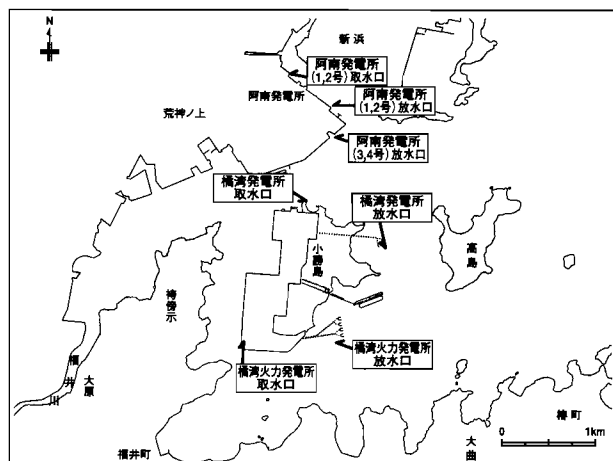 N
新浜
阿南発電所
(1,2号)取水口
阿南発電所
阿南発電所
(1,2号)放水口
荒神ノ上
阿南発電所
(3,4号)放水口
橘湾発電所
取水口
橘湾発電所
放水口
小勝島
高島
袴傍示
橘湾火力発電所
取水口
橘湾火力発電所
放水口
福井川
大原
椿町
0 1km
福井町
大曲